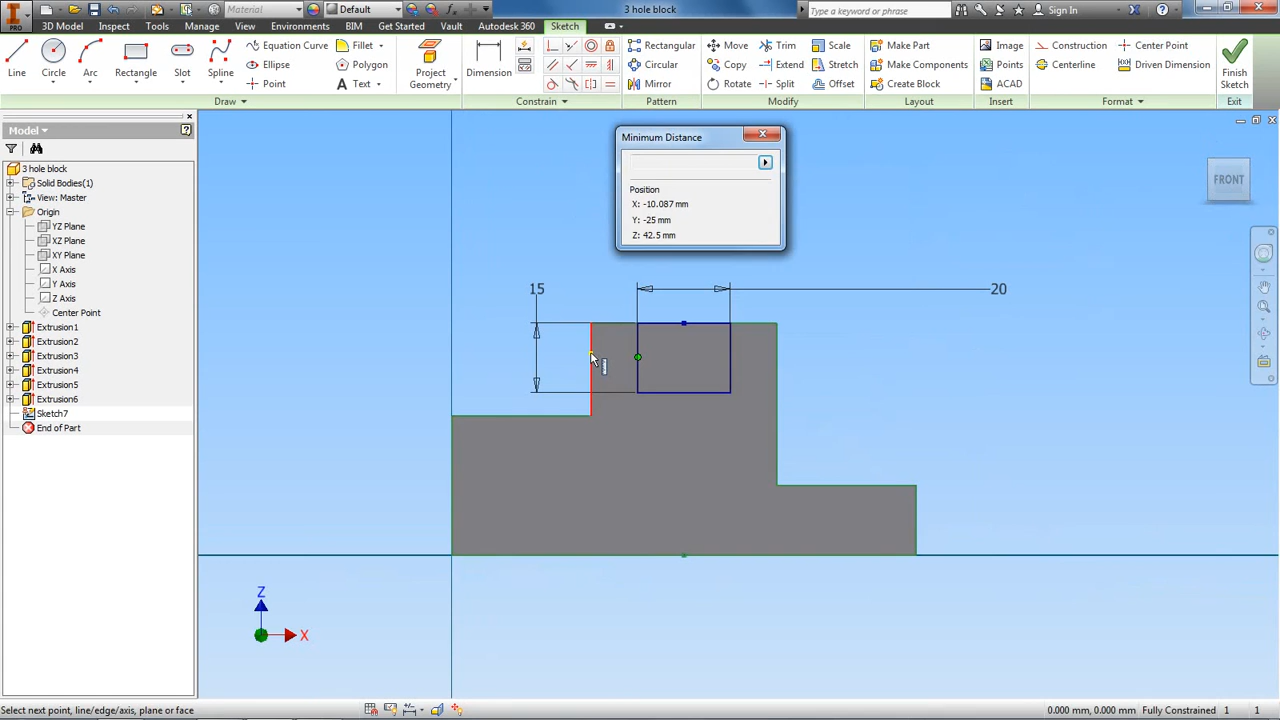 Material
Default
3 hole block
Type a keyword or phrase
Sign In
PRO
3D Model
Inspect
Tools
Manage
View
Environments
BIM
Get Started
Vault
Autodesk 360
Sketch
Line
Circle
Arc
Rectangle
Slot
Spline
Equation Curve
Ellipse
Point
Fillet
Polygon
Text
Project
Geometry
Dimension
Rectangular
Circular
Mirror
Move
Copy
Rotate
Trim
Extend
Split
Scale
Stretch
Offset
Make Part
Make Components
Create Block
Image
Points
ACAD
Construction
Centerline
Center Point
Driven Dimension
Finish
Sketch
Draw
Constrain
Pattern
Modify
Layout
Insert
Format
Exit
Model
3 hole block
Solid Bodies(1)
View: Master
Origin
YZ Plane
XZ Plane
XY Plane
X Axis
Y Axis
Z Axis
Center Point
Extrusion1
Extrusion2
Extrusion3
Extrusion4
Extrusion5
Extrusion6
Sketch7
End of Part
Minimum Distance
Position
X: -10.087 mm
Y: -25 mm
Z: 42.5 mm
FRONT
15
20
Z
X
Select next point, line/edge/axis, plane or face
0.000 mm, 0.000 mm
Fully Constrained
1
1